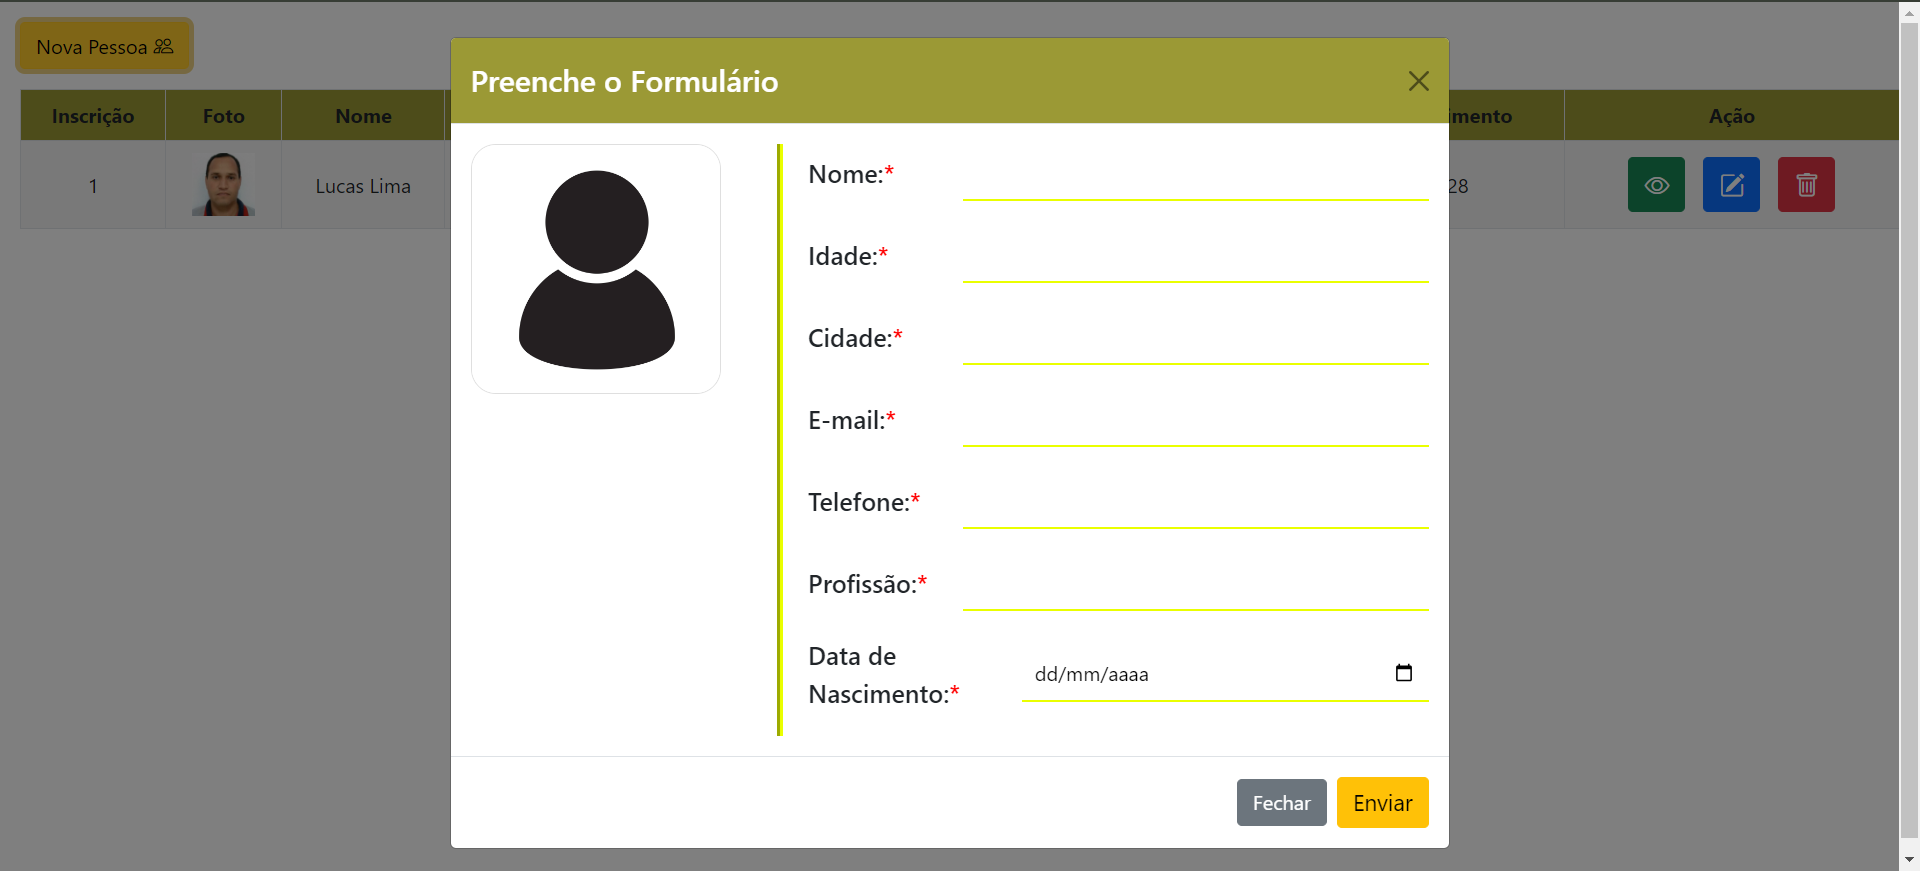 Nova Pessoa
Preenche o Formulário
Inscrição Foto Nome imento Ação
1 Lucas Lima 28
Nome:*
Idade:*
Cidade:*
E-mail:*
Telefone:*
Profissão:*
Data de
Nascimento:*
dd/mm/aaaa
Fechar Enviar